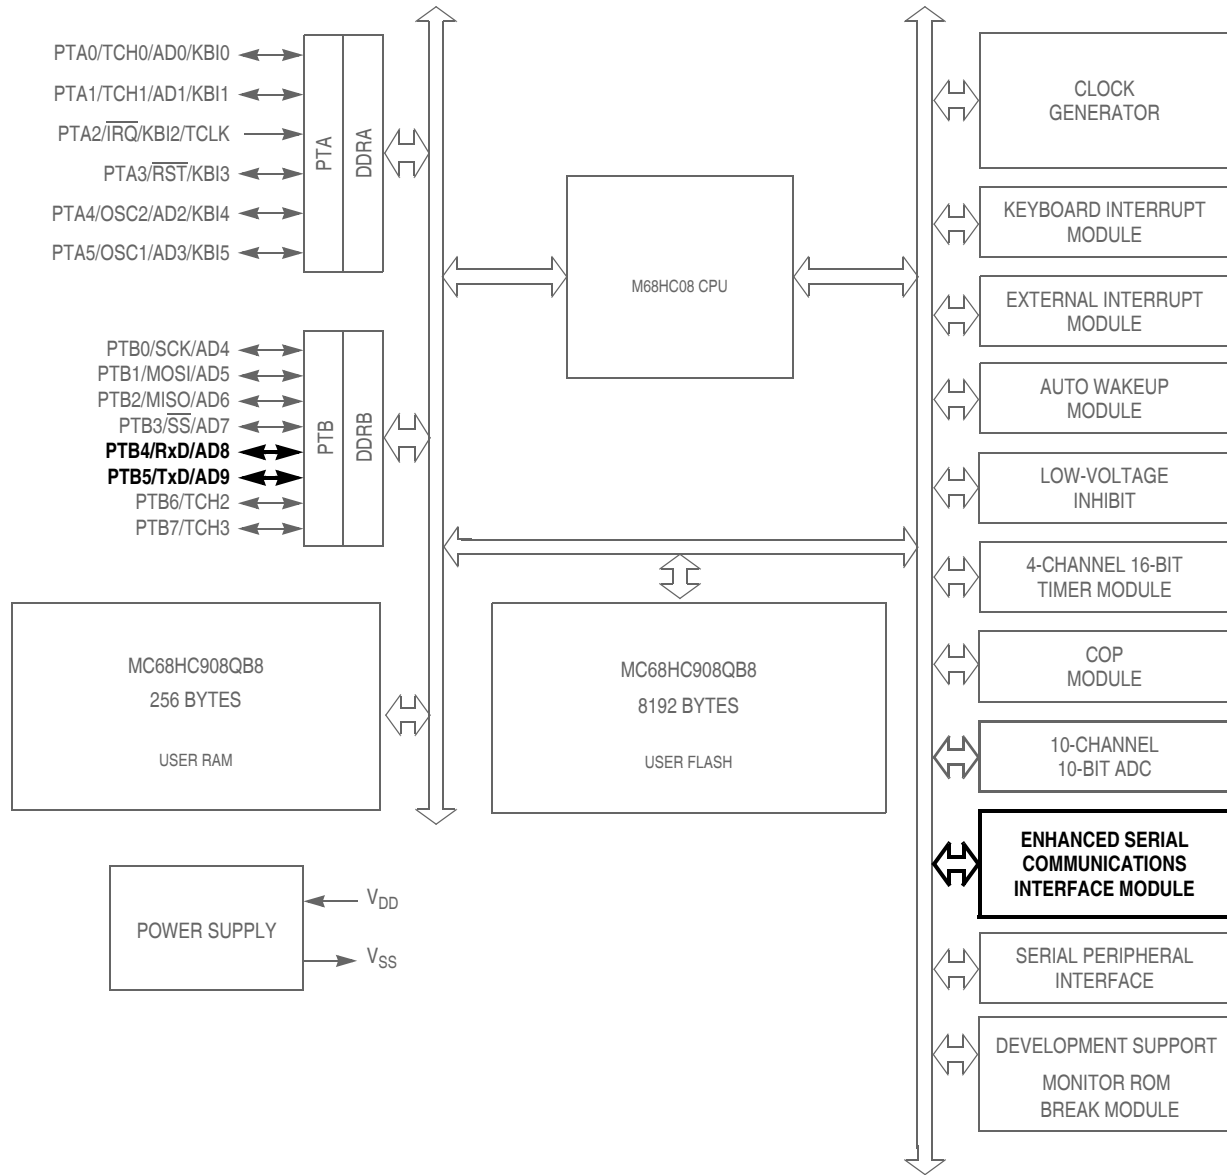 PTA0/TCH0/AD0/KBI0
PTA1/TCH1/AD1/KBI1
PTA2/IRQ/KBI2/TCLK
PTA3/RST/KBI3
PTA4/OSC2/AD2/KBI4
PTA5/OSC1/AD3/KBI5
PTA
DDRA
PTB0/SCK/AD4
PTB1/MOSI/AD5
PTB2/MISO/AD6
PTB3/SS/AD7
PTB4/RxD/AD8
PTB5/TxD/AD9
PTB6/TCH2
PTB7/TCH3
PTB
DDRB
M68HC08 CPU
MC68HC908QB8
256 BYTES
USER RAM
MC68HC908QB8
8192 BYTES
USER FLASH
POWER SUPPLY
VDD
VSS
CLOCK
GENERATOR
KEYBOARD INTERRUPT
MODULE
EXTERNAL INTERRUPT
MODULE
AUTO WAKEUP
MODULE
LOW-VOLTAGE
INHIBIT
4-CHANNEL 16-BIT
TIMER MODULE
COP
MODULE
10-CHANNEL
10-BIT ADC
ENHANCED SERIAL
COMMUNICATIONS
INTERFACE MODULE
SERIAL PERIPHERAL
INTERFACE
DEVELOPMENT SUPPORT
MONITOR ROM
BREAK MODULE